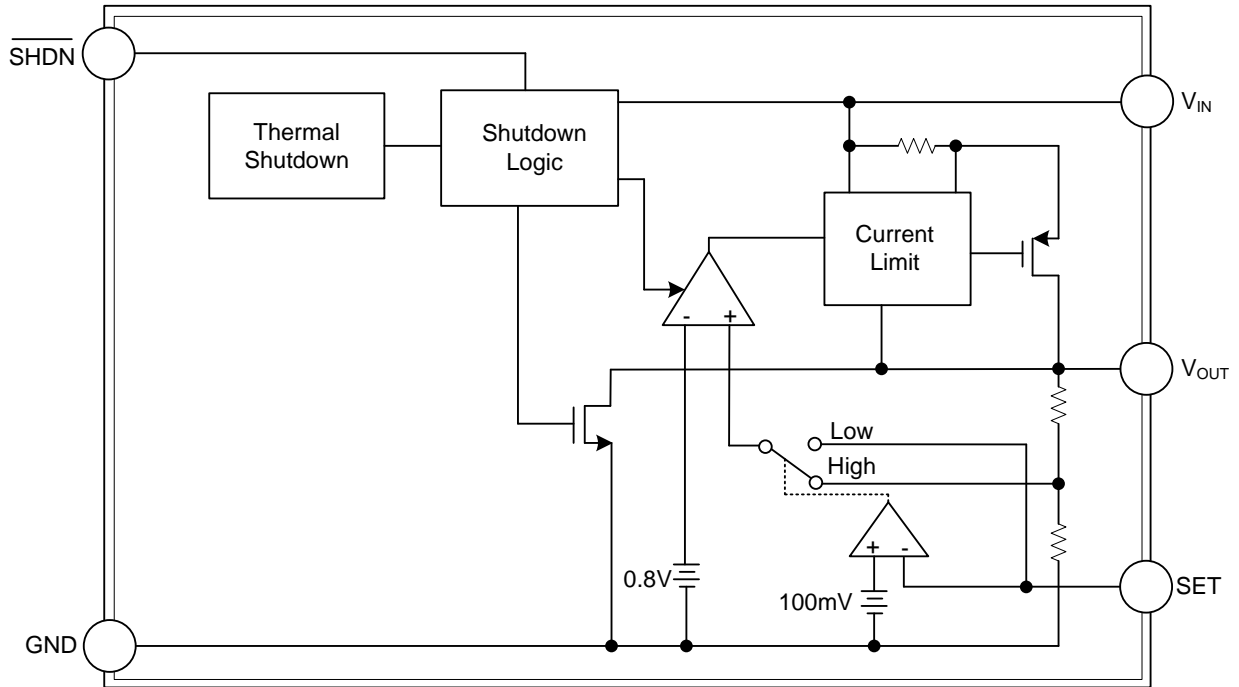 SHDN
VIN
Thermal
Shutdown
Shutdown
Logic
Current
Limit
- +
VOUT
Low
High
+ -
0.8V
100mV
SET
GND